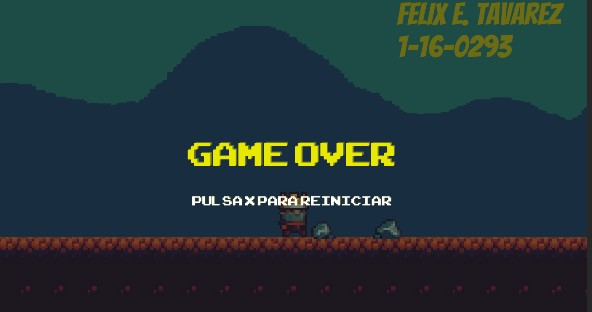 FELIX E. TAVAREZ
1-16-0293
GAME OVER
PULSA X PARA REINICIAR